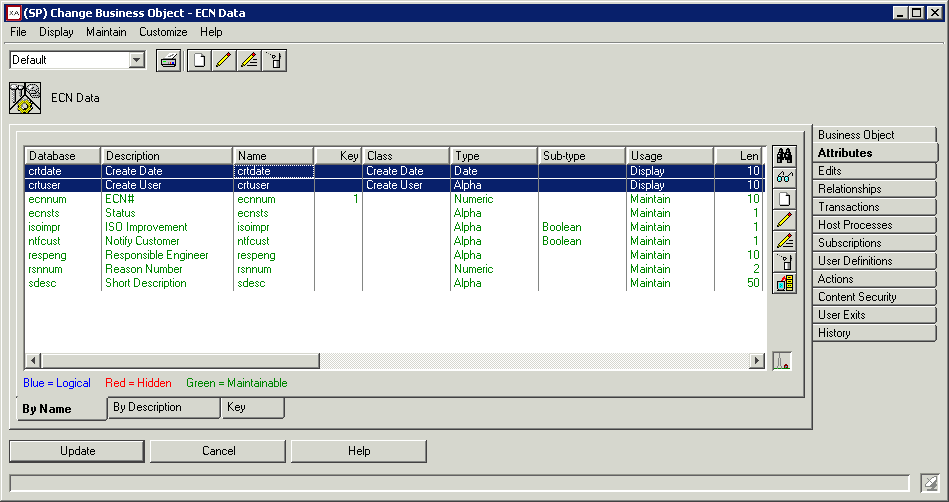 XA (SP) Change Business Object - ECN Data
File Display Maintain Customize Help
Default
ECN Data
Business Object
Attributes
Edits
Relationships
Transactions
Host Processes
Subscriptions
User Definitions
Actions
Content Security
User Exits
History
Database Description Name Key Class Type Sub-type Usage Len
crtdate Create Date crtdate Create Date Date Display 10
crtuser Create User crtuser Create User Alpha Display 10
ecnnum ECN# ecnnum 1 Numeric Maintain 10
ecnsts Status ecnsts Alpha Maintain 1
isoimpr ISO Improvement isoimpr Alpha Boolean Maintain 1
ntfcust Notify Customer ntfcust Alpha Boolean Maintain 1
respeng Responsible Engineer respeng Alpha Maintain 10
rsnnum Reason Number rsnnum Numeric Maintain 2
sdesc Short Description sdesc Alpha Maintain 50
Blue = Logical Red = Hidden Green = Maintainable
By Name By Description Key
Update Cancel Help